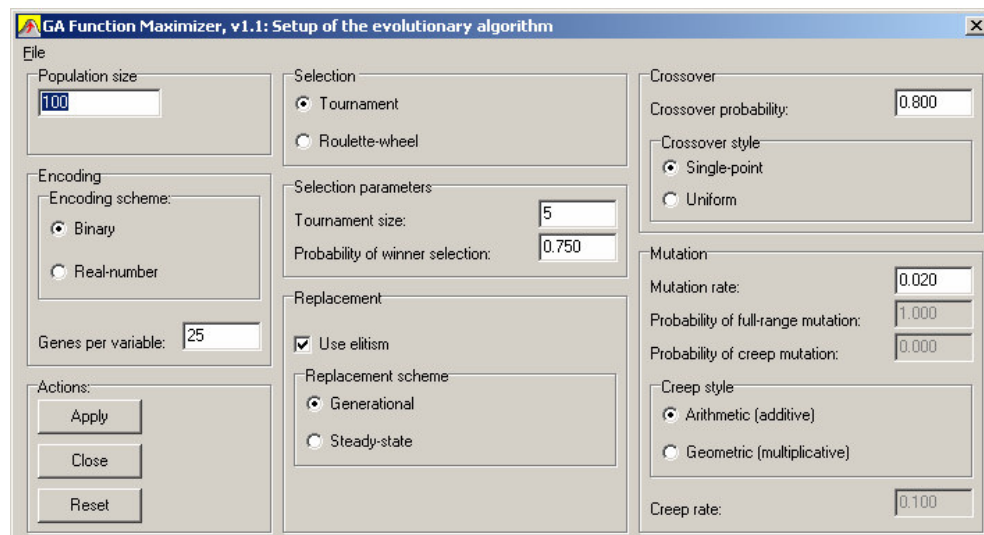 GA Function Maximizer, v1.1: Setup of the evolutionary algorithm
File
Population size
100
Encoding
Encoding scheme:
Binary
Real-number
Genes per variable: 25
Actions:
Apply
Close
Reset
Selection
Tournament
Roulette-wheel
Selection parameters
Tournament size: 5
Probability of winner selection: 0.750
Replacement
Use elitism
Replacement scheme
Generational
Steady-state
Crossover
Crossover probability: 0.800
Crossover style
Single-point
Uniform
Mutation
Mutation rate: 0.020
Probability of full-range mutation: 1.000
Probability of creep mutation: 0.000
Creep style
Arithmetic (additive)
Geometric (multiplicative)
Creep rate: 0.100